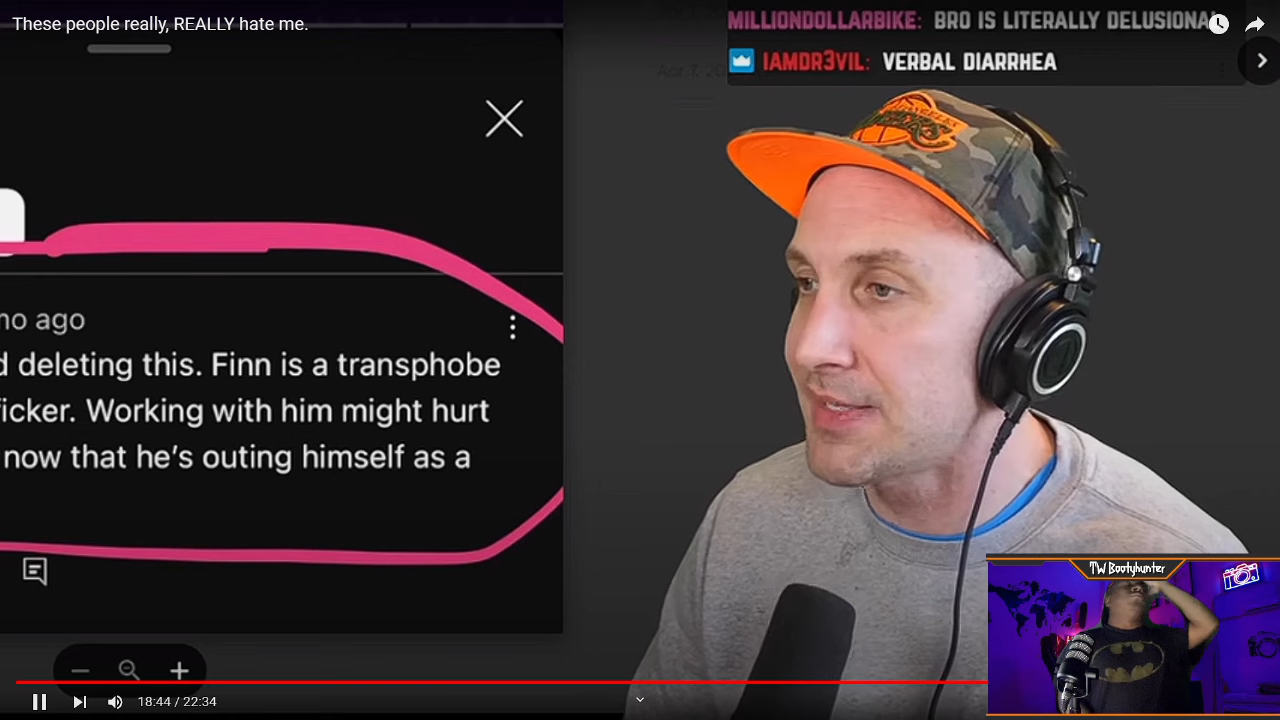 These people really, REALLY hate me.
MILLIONDOLLARBIKE: BRO IS LITERALLY DELUSIONAL
IAMDR3VIL: VERBAL DIARRHEA
mo ago
d deleting this. Finn is a transphobe
ficker. Working with him might hurt
now that he's outing himself as a
TW Bootyhunter
18:44 / 22:34